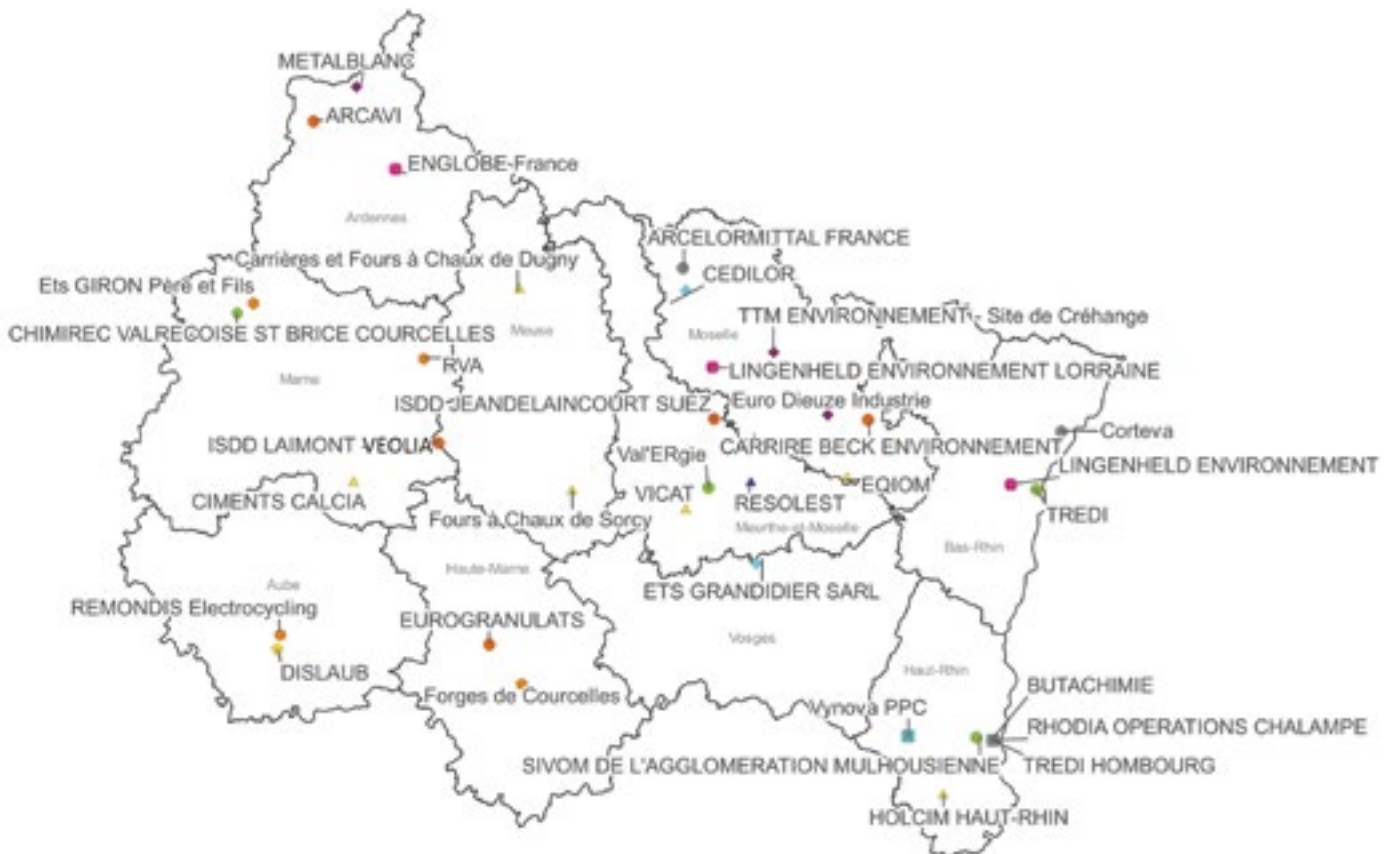 METALBLANC
ARCAVI
ENGLOBE-France
Ardennes
ARCELORMITTAL FRANCE
Carrières et Fours à Chaux de Dugny
CEDILOR
Ets GIRON Père et Fils
TTM ENVIRONNEMENT - Site de Créhange
CHIMIREC VALRECOISE ST BRICE COURCELLES
Meuse
Moselle
RVA
LINGENHELD ENVIRONNEMENT LORRAINE
Marne
ISDD JEANDELAINCOURT SUEZ
Euro Dieuze Industrie
Corteva
ISDD LAIMONT - VEOLIA
CARRIRE BECK ENVIRONNEMENT
Val'ERgie
LINGENHELD ENVIRONNEMENT
EQIOM
VICAT
CIMENTS CALCIA
RESOLEST
TREDI
Fours à Chaux de Sorcy
Meurthe-et-Moselle
Bas-Rhin
Haute-Marne
Aube
ETS GRANDIDIER SARL
REMONDIS Electrocycling
EUROGRANULATS
Vosges
DISLAUB
Haut-Rhin
BUTACHIMIE
Forges de Courcelles
Vynova PPC
RHODIA OPERATIONS CHALAMPE
SIVOM DE L'AGGLOMERATION MULHOUSIENNE
TREDI HOMBOURG
HOLCIM HAUT-RHIN